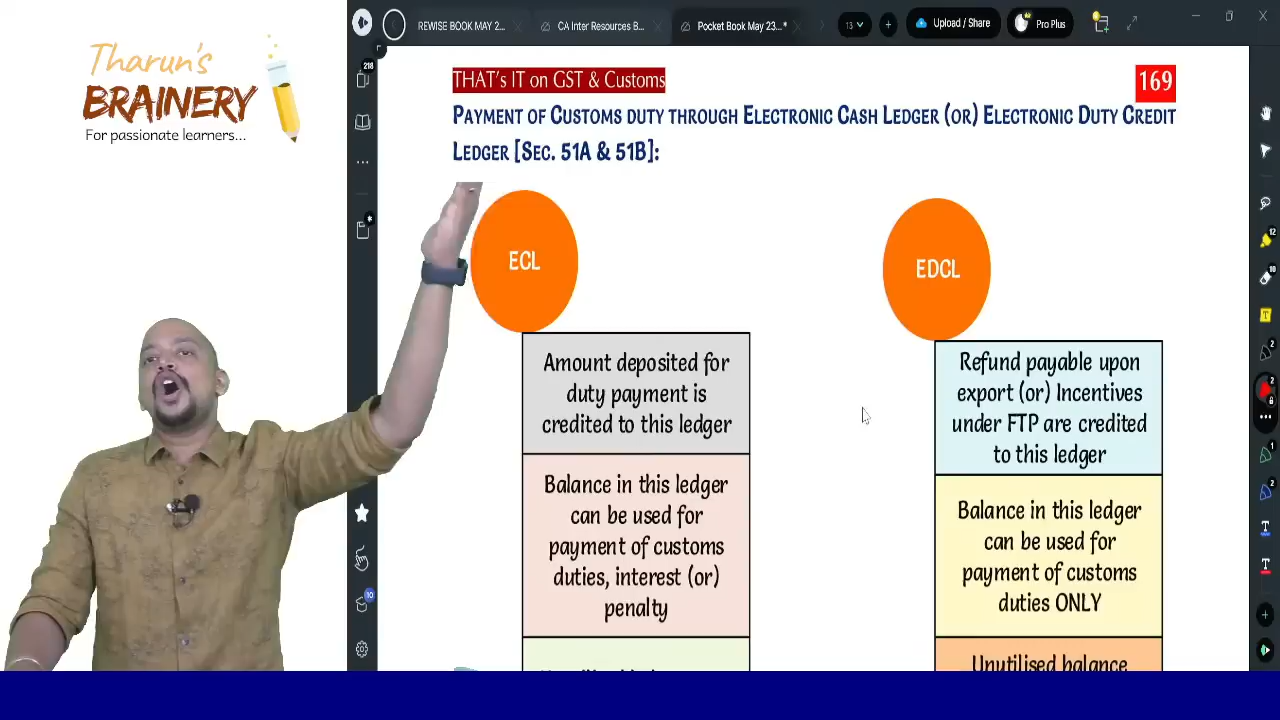 Tharun's
BRAINERY
For passionate learners...
REWISE BOOK MAY 2...
CA Inter Resources B...
Pocket Book May 23...*
13
Upload / Share
Pro Plus
218
THAT's IT on GST & Customs
169
PAYMENT OF CUSTOMS DUTY THROUGH ELECTRONIC CASH LEDGER (OR) ELECTRONIC DUTY CREDIT
LEDGER [SEC. 51A & 51B]:
ECL
EDCL
Amount deposited for
duty payment is
credited to this ledger
Balance in this ledger
can be used for
payment of customs
duties, interest (or)
penalty
Refund payable upon
export (or) Incentives
under FTP are credited
to this ledger
Balance in this ledger
can be used for
payment of customs
duties ONLY
Unutilised balance